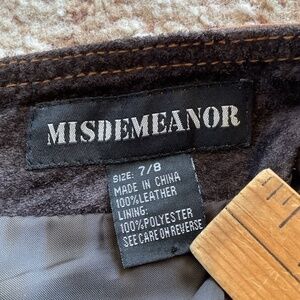 MISDEMEANOR
SIZE: 7/8
MADE IN CHINA
100%LEATHER
LINING:
100%POLYESTER
SEE CARE ON REVERSE